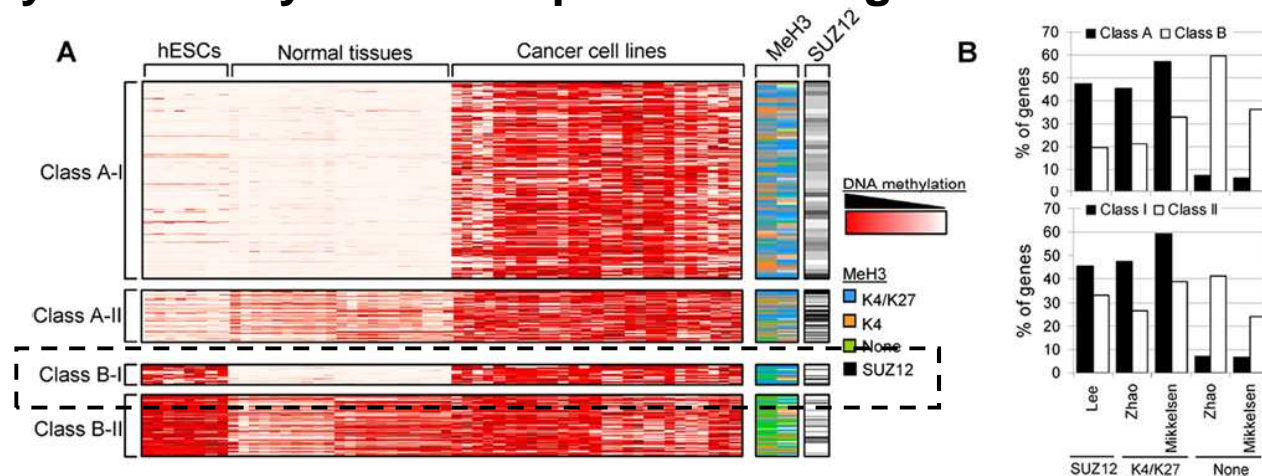 A
hESCs
Normal tissues
Cancer cell lines
MeH3
SUZ12
Class A-I
Class A-II
Class B-I
Class B-II
DNA methylation
MeH3
K4/K27
K4
None
SUZ12
B
70
60
50
40
30
20
10
0
% of genes
Class A
Class B
70
60
50
40
30
20
10
0
% of genes
Class I
Class II
Lee
Zhao
Mikkelsen
Zhao
Mikkelsen
SUZ12
K4/K27
None